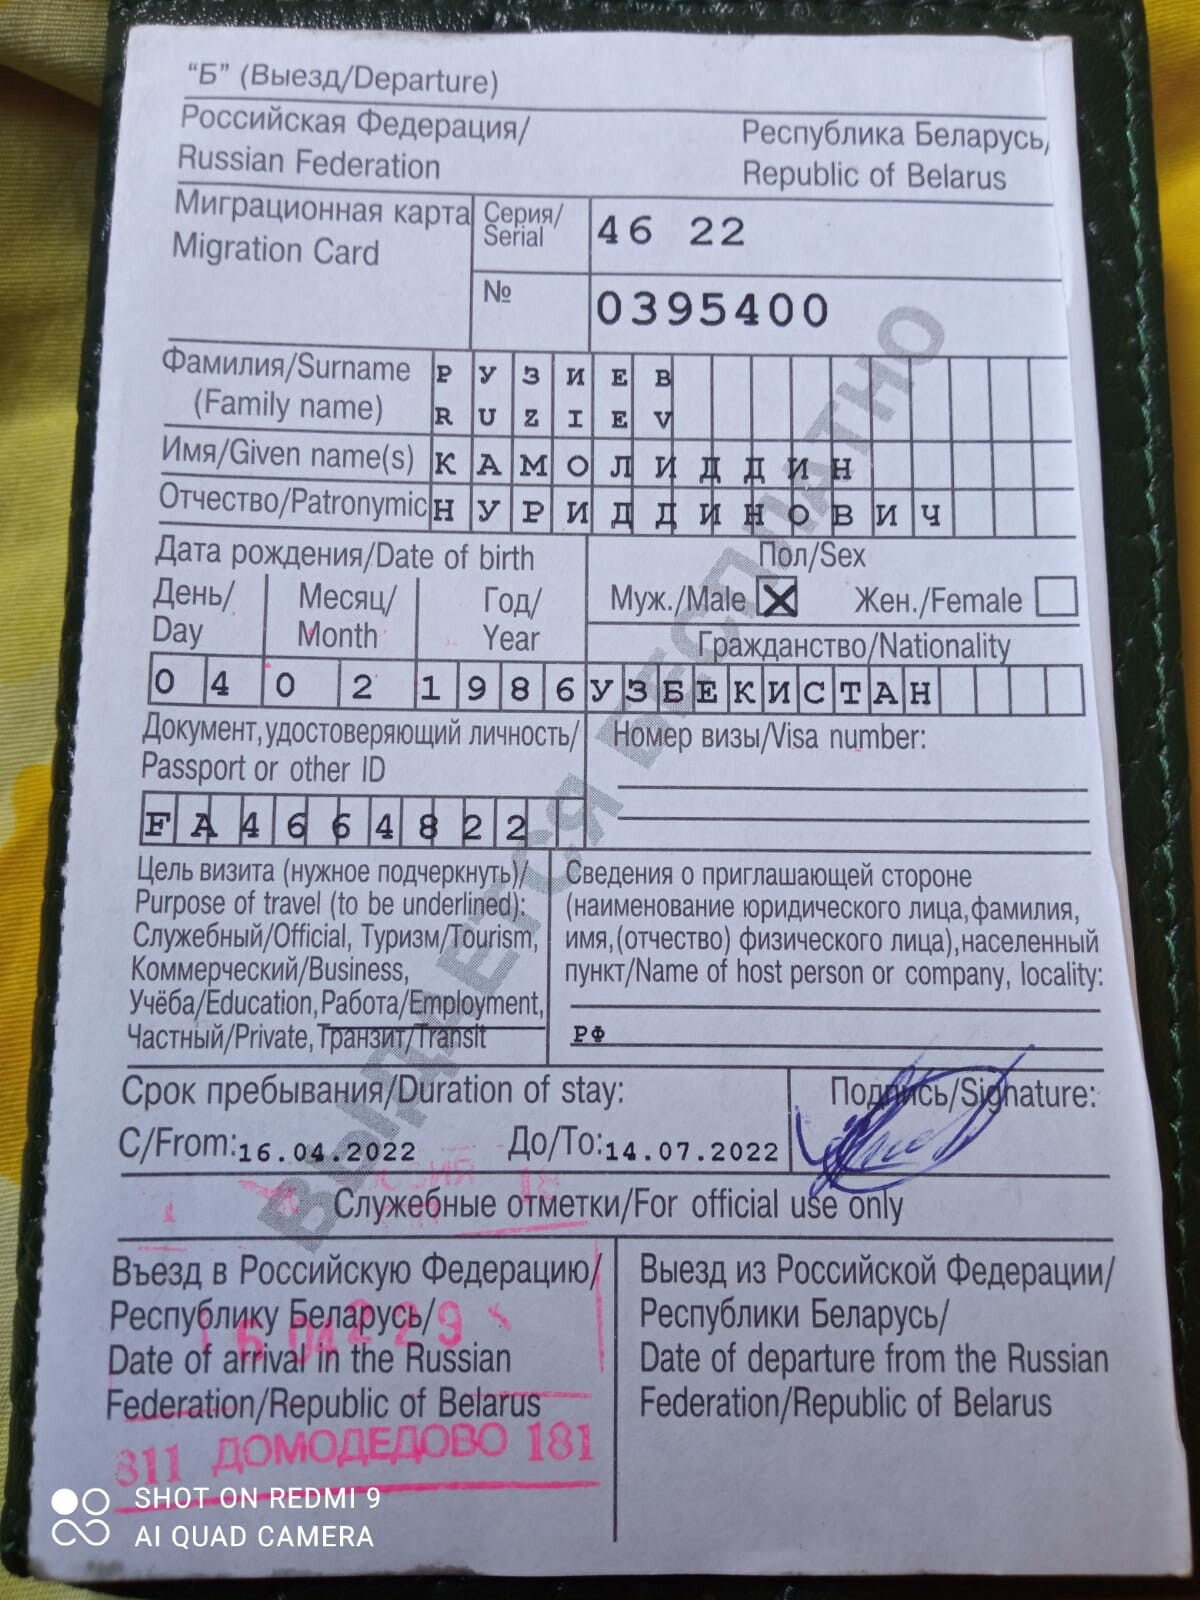 “Б” (Выезд/Departure)
Российская Федерация/
Russian Federation
Республика Беларусь,
Republic of Belarus
Миграционная карта
Migration Card
Серия/
Serial
46 22
№
0395400
Фамилия/Surname
(Family name)
РУЗИЕВ
RUZIEV
Имя/Given name(s)
КАМОЛИДДИН
Отчество/Patronymic
НУРИДДИНОВИЧ
Дата рождения/Date of birth
День/
Day
Месяц/
Month
Год/
Year
04 02 1986
Пол/Sex
Муж./Male X Жен./Female
Гражданство/Nationality
УЗБЕКИСТАН
Документ,удостоверяющий личность/
Passport or other ID
FA4664822
Номер визы/Visa number:
Цель визита (нужное подчеркнуть)/
Purpose of travel (to be underlined):
Служебный/Official, Туризм/Tourism,
Коммерческий/Business,
Учёба/Education,Работа/Employment,
Частный/Private,Транзит/Transit
Сведения о приглашающей стороне
(наименование юридического лица,фамилия,
имя,(отчество) физического лица),населенный
пункт/Name of host person or company, locality:
РФ
Срок пребывания/Duration of stay:
С/From:16.04.2022 До/To:14.07.2022
Подпись/Signature:
Служебные отметки/For official use only
Въезд в Российскую Федерацию/
Республику Беларусь/
Date of arrival in the Russian
Federation/Republic of Belarus
Выезд из Российской Федерации/
Республики Беларусь/
Date of departure from the Russian
Federation/Republic of Belarus
811 ДОМОДЕДОВО 181
ВЫДАЕТСЯ БЕСПЛАТНО
SHOT ON REDMI 9
AI QUAD CAMERA